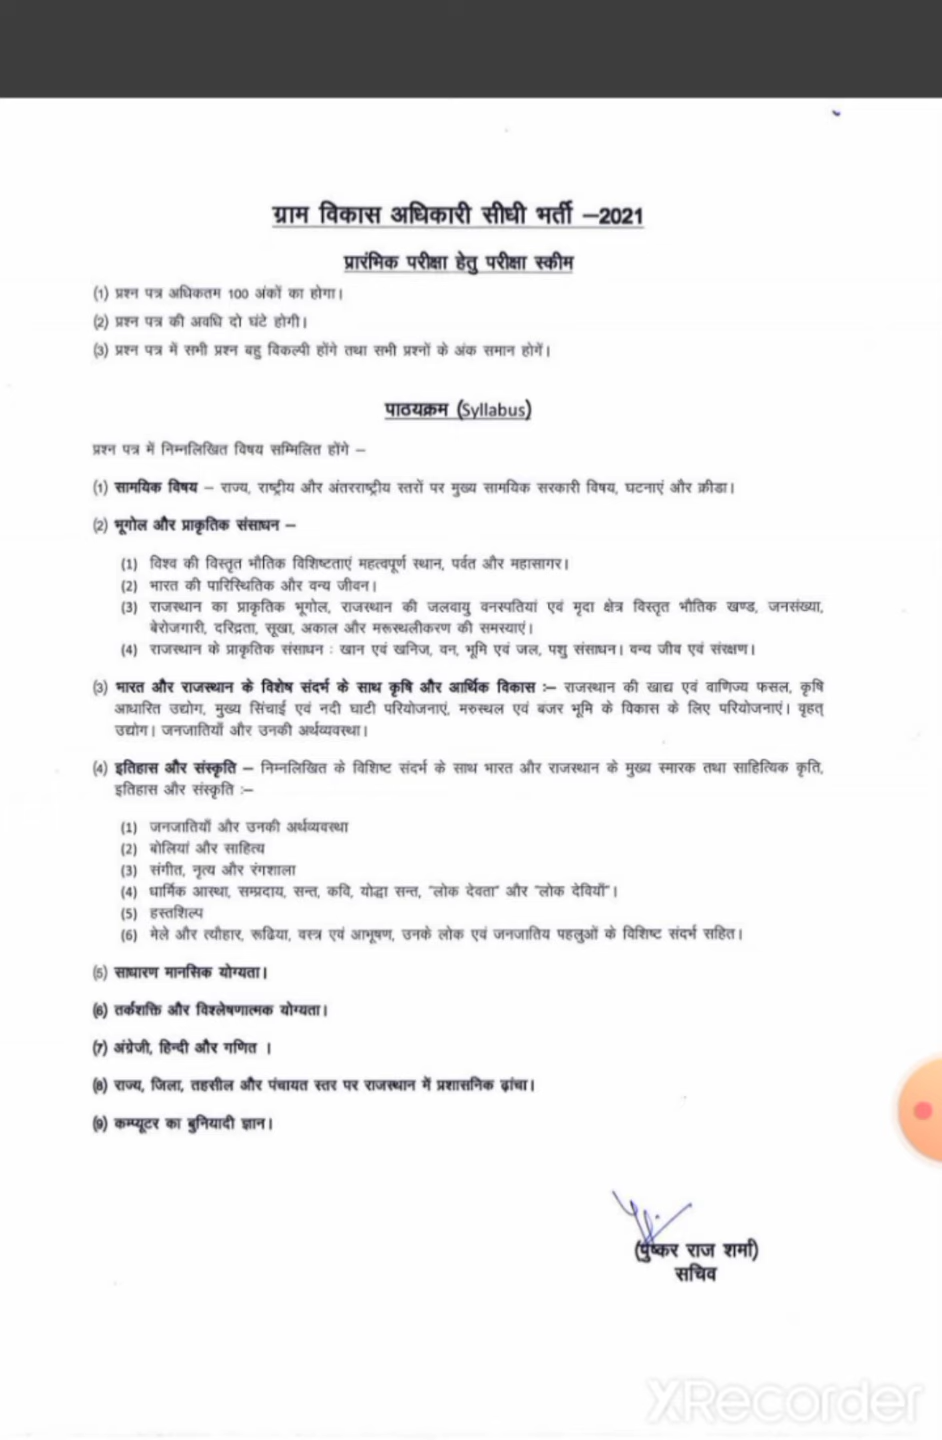 ग्राम विकास अधिकारी सीधी भर्ती –2021
प्रारंभिक परीक्षा हेतु परीक्षा स्कीम
(1) प्रश्न पत्र अधिकतम 100 अंकों का होगा।
(2) प्रश्न पत्र की अवधि दो घंटे होगी।
(3) प्रश्न पत्र में सभी प्रश्न बहु विकल्पी होंगे तथा सभी प्रश्नों के अंक समान होगें।
पाठयक्रम (Syllabus)
प्रश्न पत्र में निम्नलिखित विषय सम्मिलित होंगे –
(1) सामयिक विषय – राज्य, राष्ट्रीय और अंतरराष्ट्रीय स्तरों पर मुख्य सामयिक सरकारी विषय, घटनाएं और क्रीडा।
(2) भूगोल और प्राकृतिक संसाधन –
(1) विश्व की विस्तृत भौतिक विशिष्टताएं महत्वपूर्ण स्थान, पर्वत और महासागर।
(2) भारत की पारिस्थितिक और वन्य जीवन।
(3) राजस्थान का प्राकृतिक भूगोल, राजस्थान की जलवायु वनस्पतियां एवं मृदा क्षेत्र विस्तृत भौतिक खण्ड, जनसंख्या,
बेरोजगारी, दरिद्रता, सूखा, अकाल और मरूस्थलीकरण की समस्याएं।
(4) राजस्थान के प्राकृतिक संसाधन : खान एवं खनिज, वन, भूमि एवं जल, पशु संसाधन। वन्य जीव एवं संरक्षण।
(3) भारत और राजस्थान के विशेष संदर्भ के साथ कृषि और आर्थिक विकास :– राजस्थान की खाद्य एवं वाणिज्य फसल, कृषि
आधारित उद्योग, मुख्य सिंचाई एवं नदी घाटी परियोजनाएं, मरुस्थल एवं बंजर भूमि के विकास के लिए परियोजनाएं। वृहत्
उद्योग। जनजातियाँ और उनकी अर्थव्यवस्था।
(4) इतिहास और संस्कृति – निम्नलिखित के विशिष्ट संदर्भ के साथ भारत और राजस्थान के मुख्य स्मारक तथा साहित्यिक कृति,
इतिहास और संस्कृति :–
(1) जनजातियाँ और उनकी अर्थव्यवस्था
(2) बोलियां और साहित्य
(3) संगीत, नृत्य और रंगशाला
(4) धार्मिक आस्था, सम्प्रदाय, सन्त, कवि, योद्धा सन्त, "लोक देवता" और "लोक देवियाँ"।
(5) हस्तशिल्प
(6) मेले और त्यौहार, रूढिया, वस्त्र एवं आभूषण, उनके लोक एवं जनजातिय पहलुओं के विशिष्ट संदर्भ सहित।
(5) साधारण मानसिक योग्यता।
(6) तर्कशक्ति और विश्लेषणात्मक योग्यता।
(7) अंग्रेजी, हिन्दी और गणित ।
(8) राज्य, जिला, तहसील और पंचायत स्तर पर राजस्थान में प्रशासनिक ढ़ांचा।
(9) कम्प्यूटर का बुनियादी ज्ञान।
(पुष्कर राज शर्मा)
सचिव
XRecorder